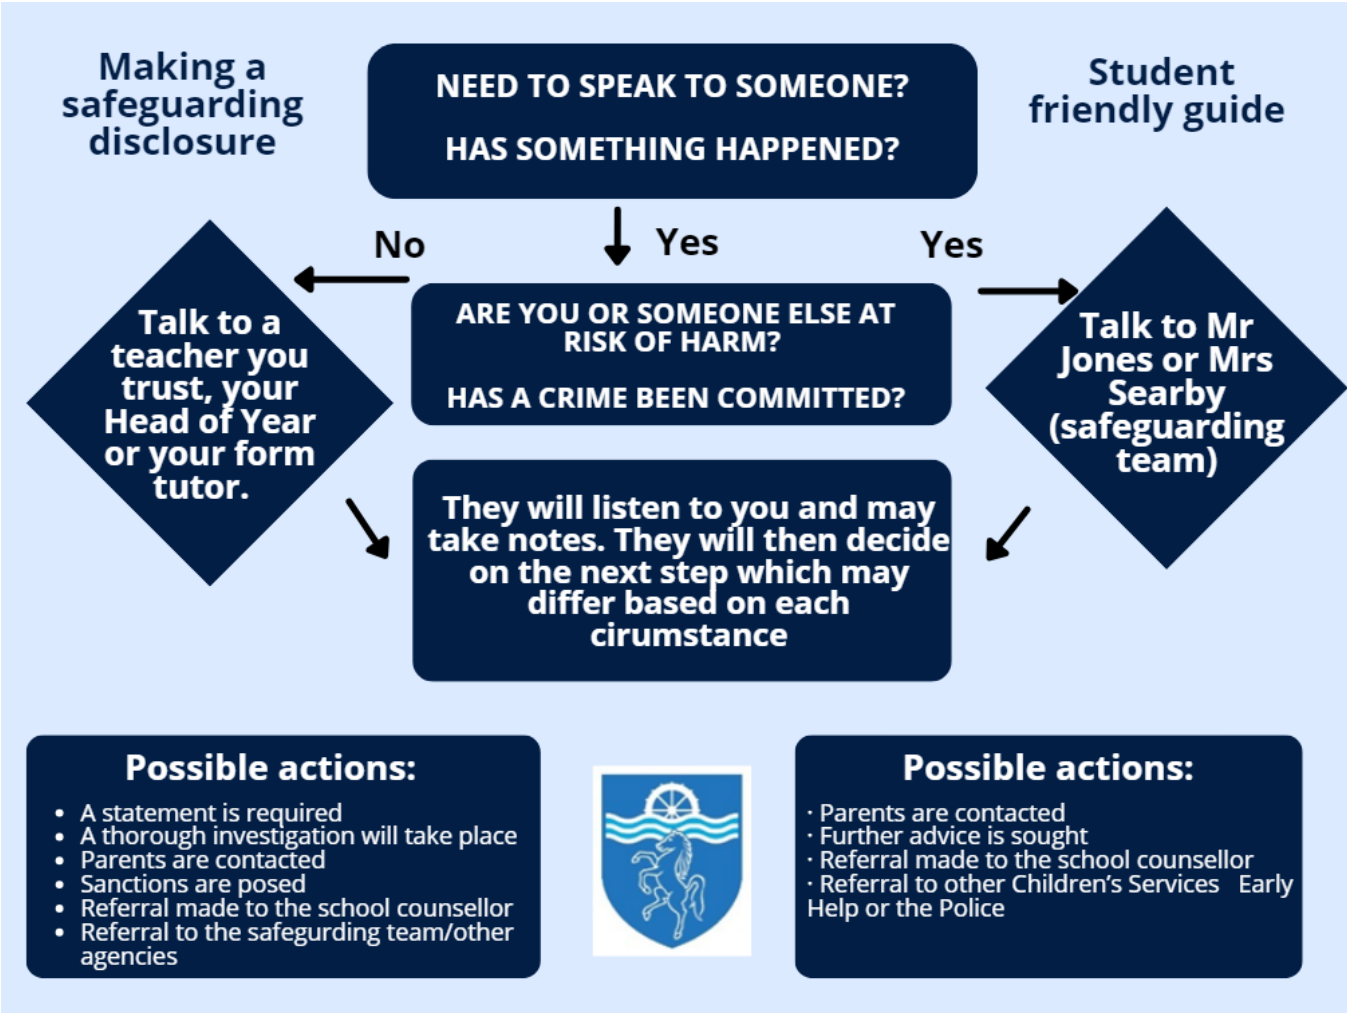 Making a
safeguarding
disclosure
NEED TO SPEAK TO SOMEONE?
HAS SOMETHING HAPPENED?
Student
friendly guide
No
Yes
Yes
Talk to a
teacher you
trust, your
Head of Year
or your form
tutor.
ARE YOU OR SOMEONE ELSE AT
RISK OF HARM?
HAS A CRIME BEEN COMMITTED?
Talk to Mr
Jones or Mrs
Searby
(safeguarding
team)
They will listen to you and may
take notes. They will then decide
on the next step which may
differ based on each
cirumstance
Possible actions:
• A statement is required
• A thorough investigation will take place
• Parents are contacted
• Sanctions are posed
• Referral made to the school counsellor
• Referral to the safegurding team/other
agencies
Possible actions:
· Parents are contacted
· Further advice is sought
· Referral made to the school counsellor
· Referral to other Children’s Services   Early
Help or the Police